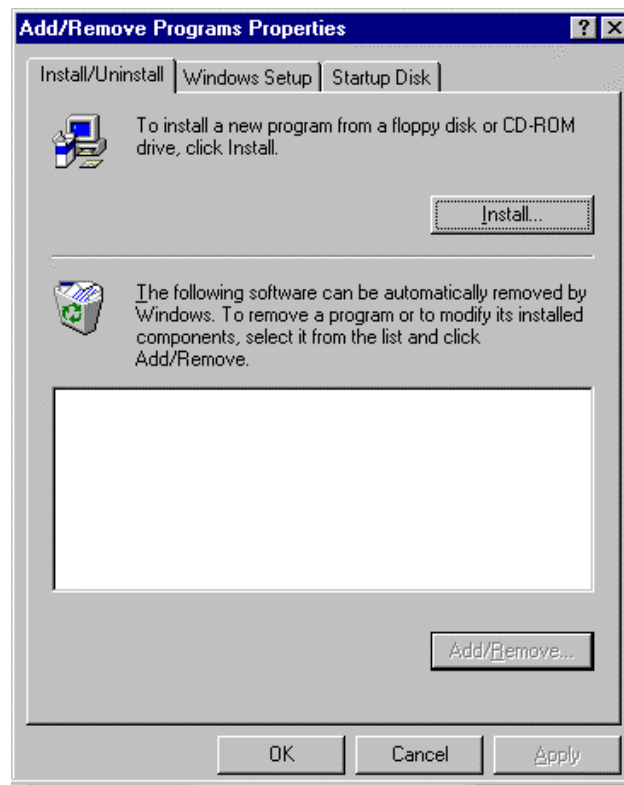 Add/Remove Programs Properties
Install/Uninstall Windows Setup Startup Disk
To install a new program from a floppy disk or CD-ROM
drive, click Install.
Install...
The following software can be automatically removed by
Windows. To remove a program or to modify its installed
components, select it from the list and click
Add/Remove.
Add/Remove...
OK Cancel Apply